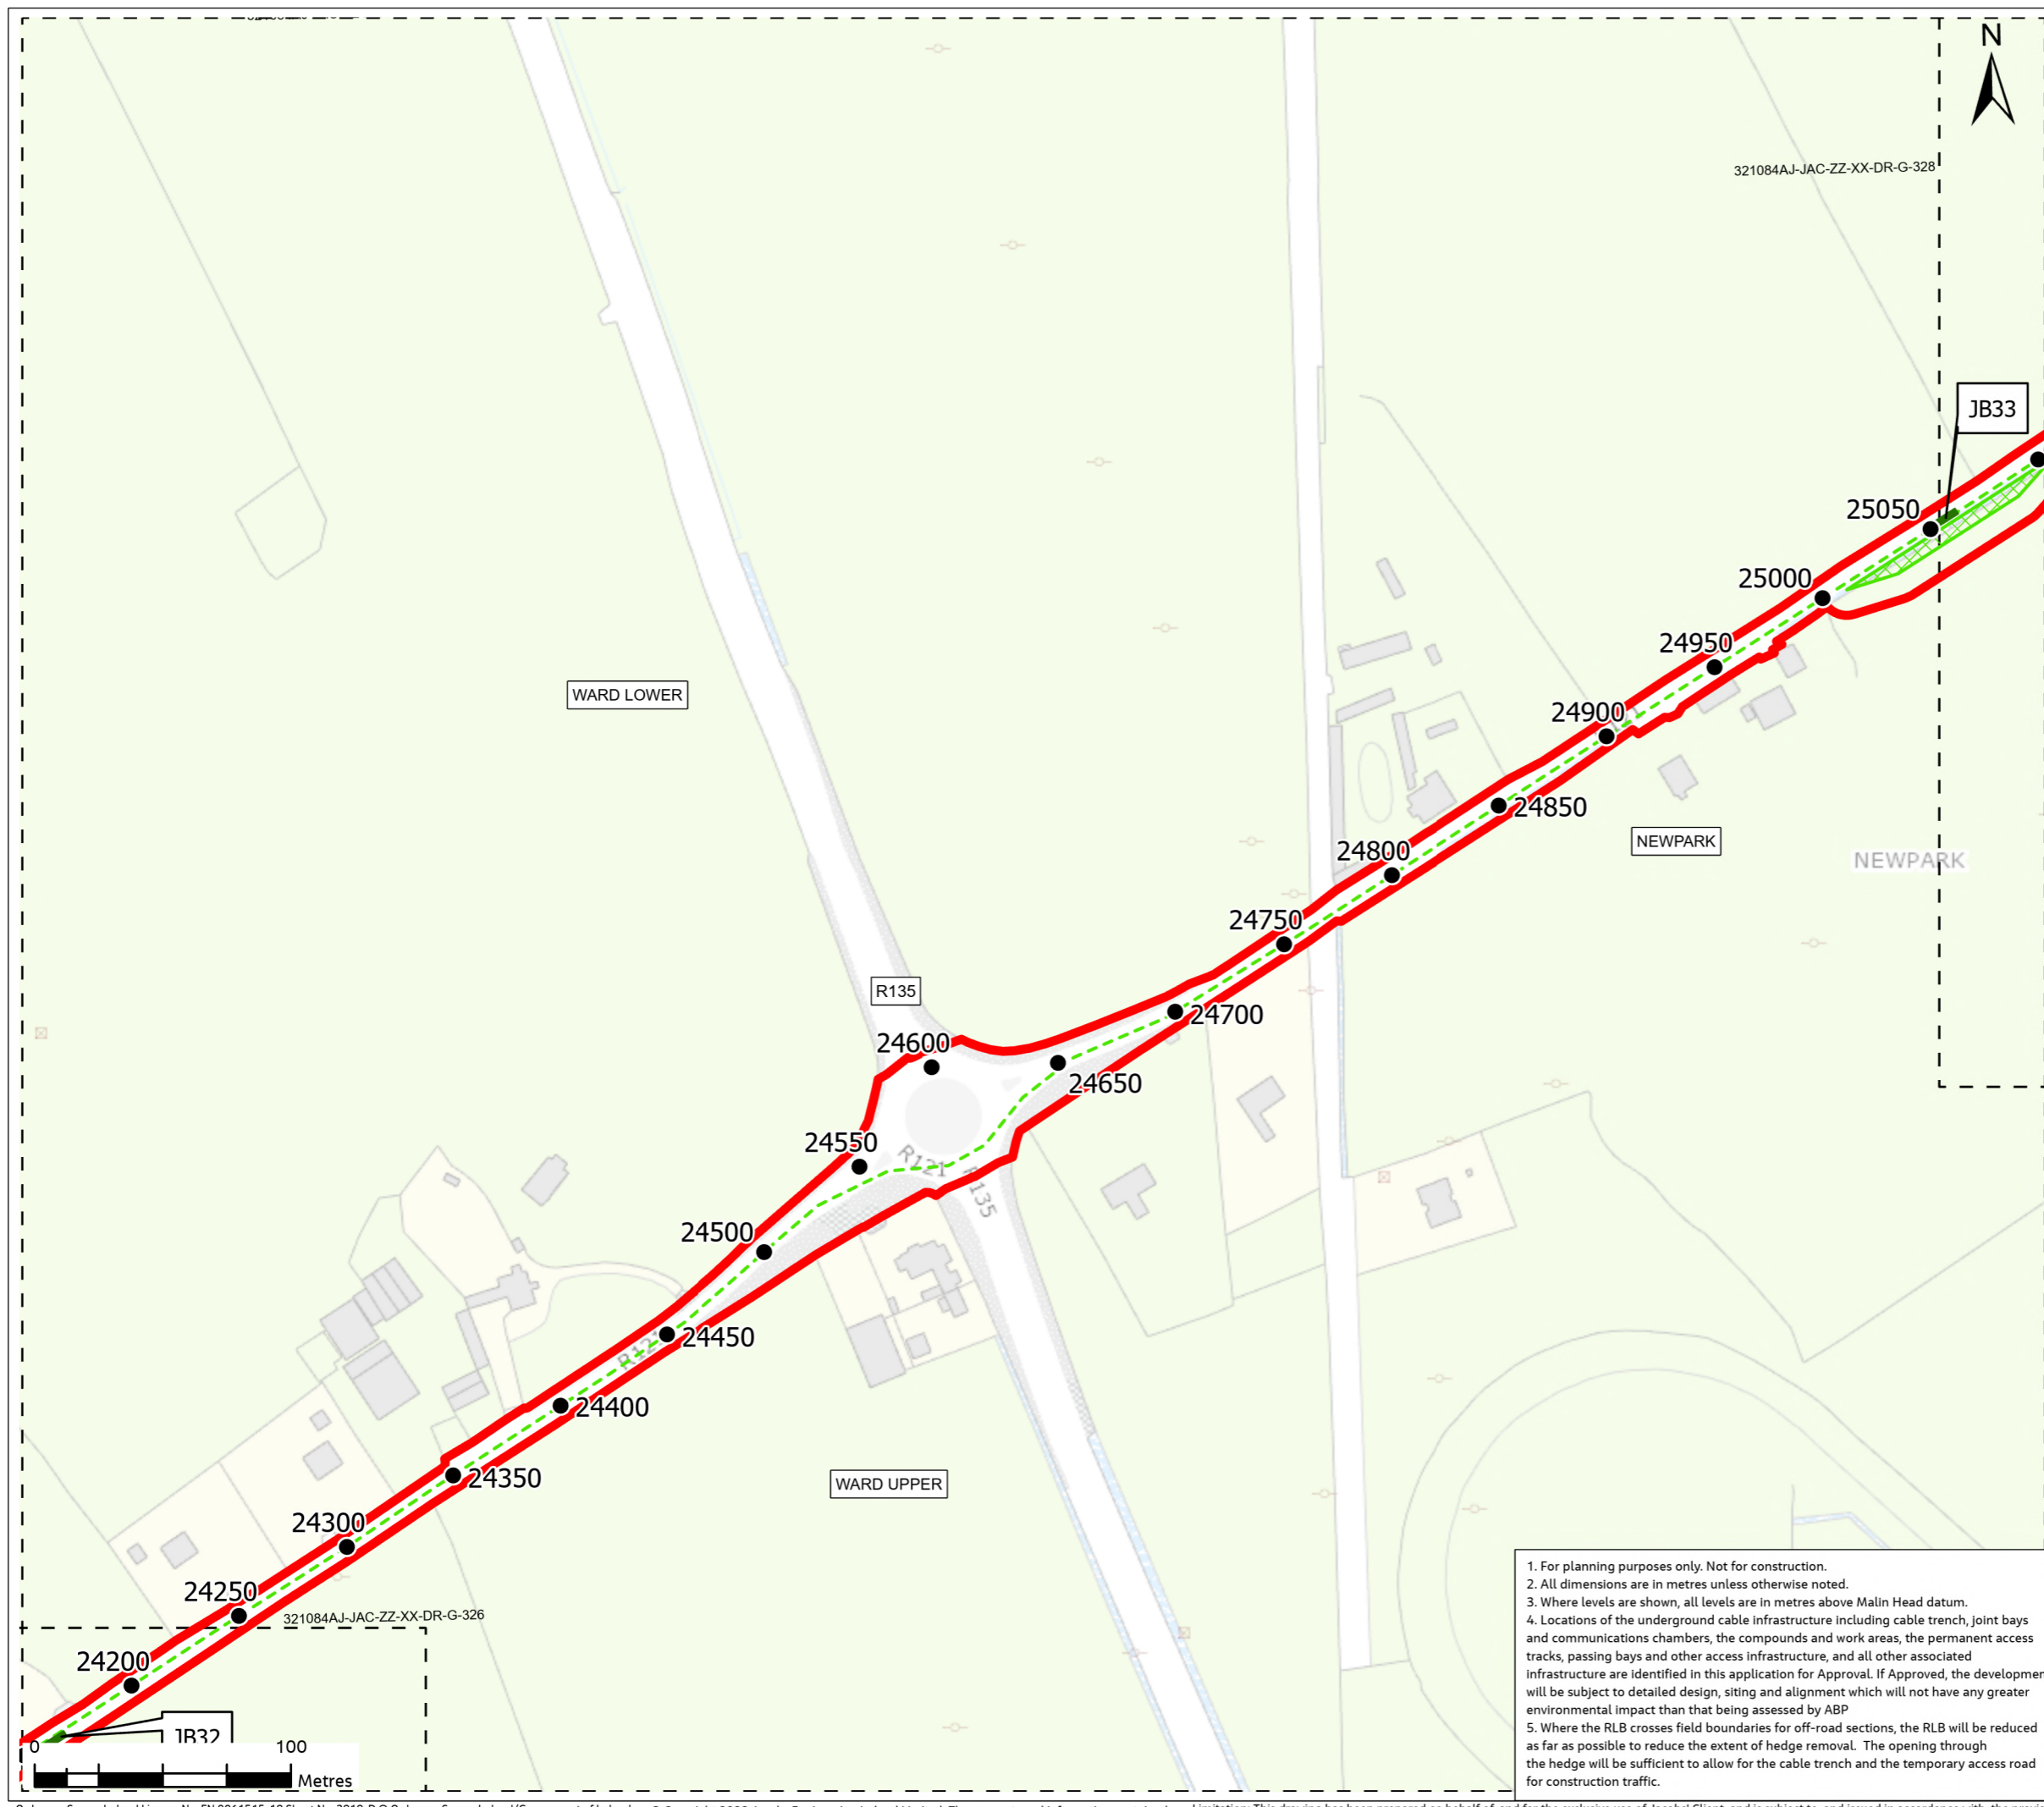 N
321084AJ-JAC-ZZ-XX-DR-G-328
JB33
25050
25000
24950
WARD LOWER
24900
24850
NEWPARK
24800
NEWPARK
24750
R135
24700
24600
24650
24550
R121
R135
24500
24450
R121
24400
24350
WARD UPPER
24300
24250
321084AJ-JAC-ZZ-XX-DR-G-326
24200
JB32
0 100
Metres
1. For planning purposes only. Not for construction.
2. All dimensions are in metres unless otherwise noted.
3. Where levels are shown, all levels are in metres above Malin Head datum.
4. Locations of the underground cable infrastructure including cable trench, joint bays
and communications chambers, the compounds and work areas, the permanent access
tracks, passing bays and other access infrastructure, and all other associated
infrastructure are identified in this application for Approval. If Approved, the developmen
will be subject to detailed design, siting and alignment which will not have any greater
environmental impact than that being assessed by ABP
5. Where the RLB crosses field boundaries for off-road sections, the RLB will be reduced
as far as possible to reduce the extent of hedge removal. The opening through
the hedge will be sufficient to allow for the cable trench and the temporary access road
for construction traffic.